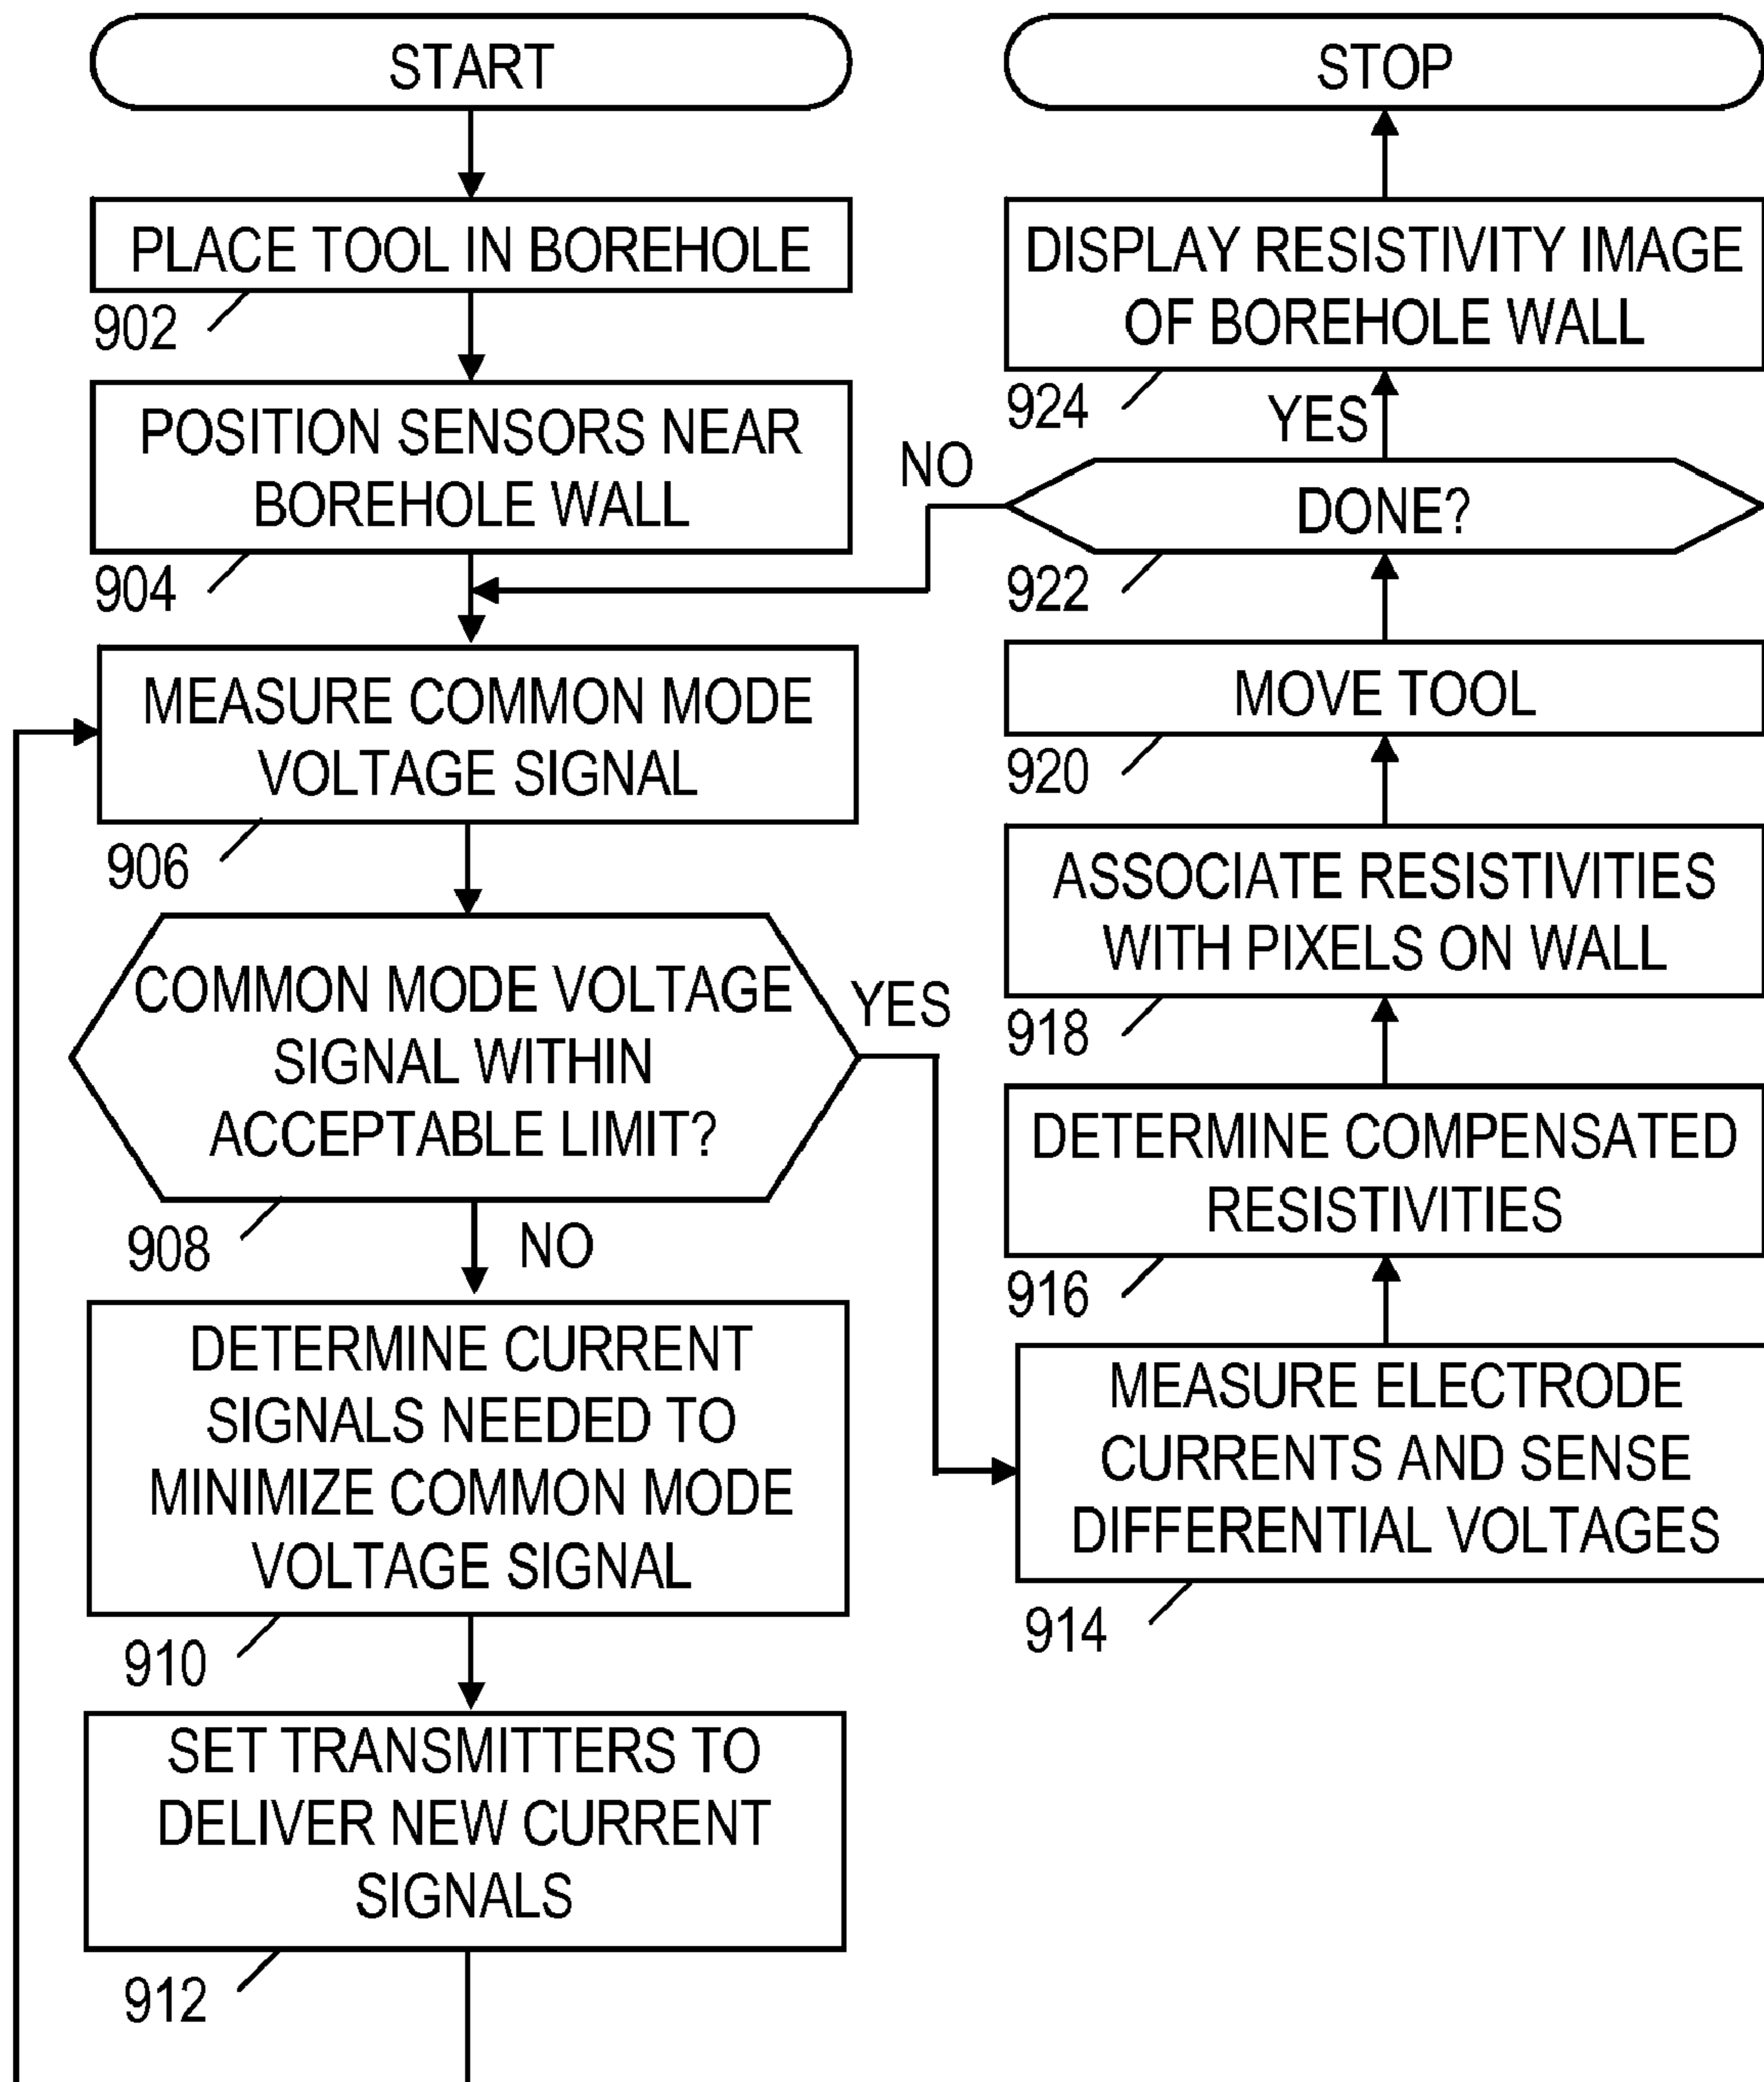 START
PLACE TOOL IN BOREHOLE
902
POSITION SENSORS NEAR
BOREHOLE WALL
904
MEASURE COMMON MODE
VOLTAGE SIGNAL
906
COMMON MODE VOLTAGE
SIGNAL WITHIN
ACCEPTABLE LIMIT?
YES
908
NO
DETERMINE CURRENT
SIGNALS NEEDED TO
MINIMIZE COMMON MODE
VOLTAGE SIGNAL
910
SET TRANSMITTERS TO
DELIVER NEW CURRENT
SIGNALS
912
STOP
DISPLAY RESISTIVITY IMAGE
OF BOREHOLE WALL
924
YES
NO
DONE?
922
MOVE TOOL
920
ASSOCIATE RESISTIVITIES
WITH PIXELS ON WALL
918
DETERMINE COMPENSATED
RESISTIVITIES
916
MEASURE ELECTRODE
CURRENTS AND SENSE
DIFFERENTIAL VOLTAGES
914